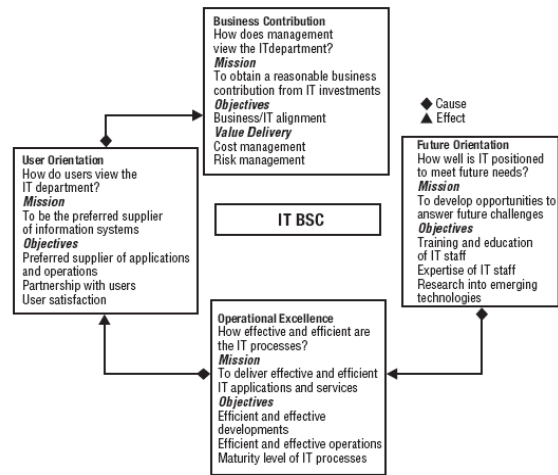 Business Contribution
How does management
view the ITdepartment?
Mission
To obtain a reasonable business
contribution from IT investments
Objectives
Business/IT alignment
Value Delivery
Cost management
Risk management
Cause
Effect
User Orientation
How do users view the
IT department?
Mission
To be the preferred supplier
of information systems
Objectives
Preferred supplier of applications
and operations
Partnership with users
User satisfaction
IT BSC
Future Orientation
How well is IT positioned
to meet future needs?
Mission
To develop opportunities to
answer future challenges
Objectives
Training and education
of IT staff
Expertise of IT staff
Research into emerging
technologies
Operational Excellence
How effective and efficient are
the IT processes?
Mission
To deliver effective and efficient
IT applications and services
Objectives
Efficient and effective
developments
Efficient and effective operations
Maturity level of IT processes